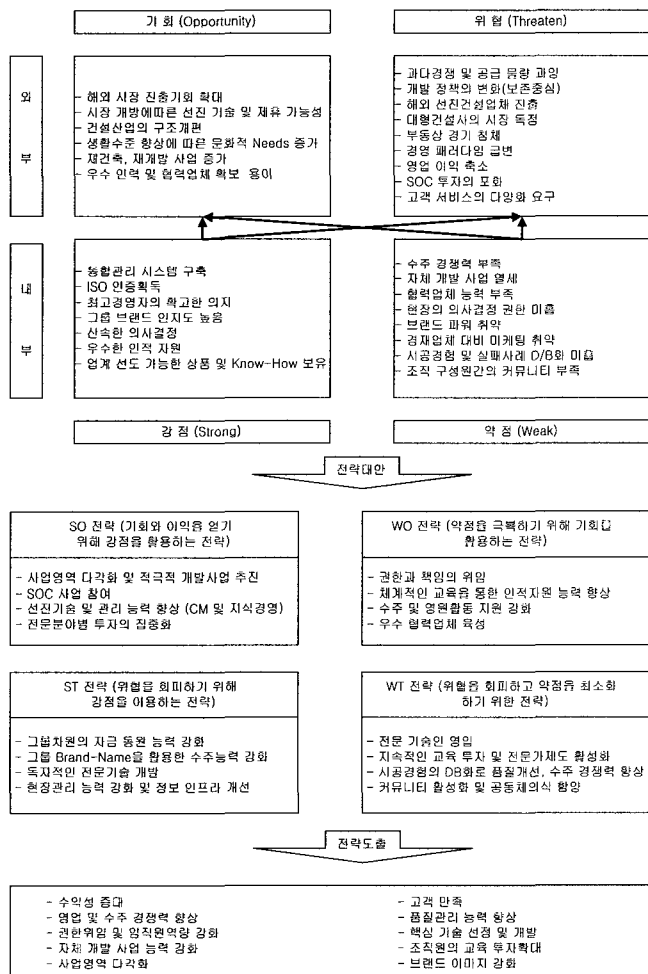 기 회 (Opportunity)
위 협 (Threaten)
외
부
- 해외 시장 진출기회 확대
- 시장 개방에따른 선진 기술 및 제휴 가능성
- 건설산업의 구조개편
- 생활수준 향상에 따른 문화적 Needs 증가
- 재건축, 재개발 사업 증가
- 우수 인력 및 협력업체 확보 용이
- 과다경쟁 및 공급 물량 과잉
- 개발 정책의 변화(보존중심)
- 해외 선진건설업체 진출
- 대형건설사의 시장 독점
- 부동상 경기 침체
- 경영 패러다임 급변
- 영업 이익 축소
- SOC 투자의 포화
- 고객 서비스의 다양화 요구
내
부
- 통합관리 시스템 구축
- ISO 인증획득
- 최고경영자의 확고한 의지
- 그룹 브랜드 인지도 높음
- 신속한 의사결정
- 우수한 인적 자원
- 업계 선도 가능한 상품 및 Know-How 보유
- 수주 경쟁력 부족
- 자체 개발 사업 열세
- 협력업체 능력 부족
- 현장의 의사결정 권한 미흡
- 브랜드 파워 취약
- 경재업체 대비 마케팅 취약
- 시공경험 및 실패사례 D/B화 미흡
- 조직 구성원간의 커뮤니티 부족
강 점 (Strong)
약 점 (Weak)
전략대안
SO 전략 (기회와 이익을 얻기
위해 강점을 활용하는 전략)
- 사업영역 다각화 및 적극적 개발사업 추진
- SOC 사업 참여
- 선진기술 및 관리 능력 향상 (CM 및 지식경영)
- 전문분야별 투자의 집중화
WO 전략 (약점을 극복하기 위해 기회를
활용하는 전략)
- 권한과 책임의 위임
- 체계적인 교육을 통한 인적자원 능력 향상
- 수주 및 영원활동 지원 강화
- 우수 협력업체 육성
ST 전략 (위협을 회피하기 위해
강점을 이용하는 전략)
- 그룹차원의 자금 동원 능력 강화
- 그룹 Brand-Name을 활용한 수주능력 강화
- 독자적인 전문기술 개발
- 현장관리 능력 강화 및 정보 인프라 개선
WT 전략 (위협을 회피하고 약점을 최소화
하기 위한 전략)
- 전문 기술인 영입
- 지속적인 교육 투자 및 전문가제도 활성화
- 시공경험의 DB화로 품질개선, 수주 경쟁력 향상
- 커뮤니티 활성화 및 공동체의식 함양
전략도출
- 수익성 증대
- 영업 및 수주 경쟁력 향상
- 권한위임 및 임직원역량 강화
- 자체 개발 사업 능력 강화
- 사업영역 다각화
- 고객 만족
- 품질관리 능력 향상
- 핵심 기술 선정 및 개발
- 조직원의 교육 투자확대
- 브랜드 이미지 강화